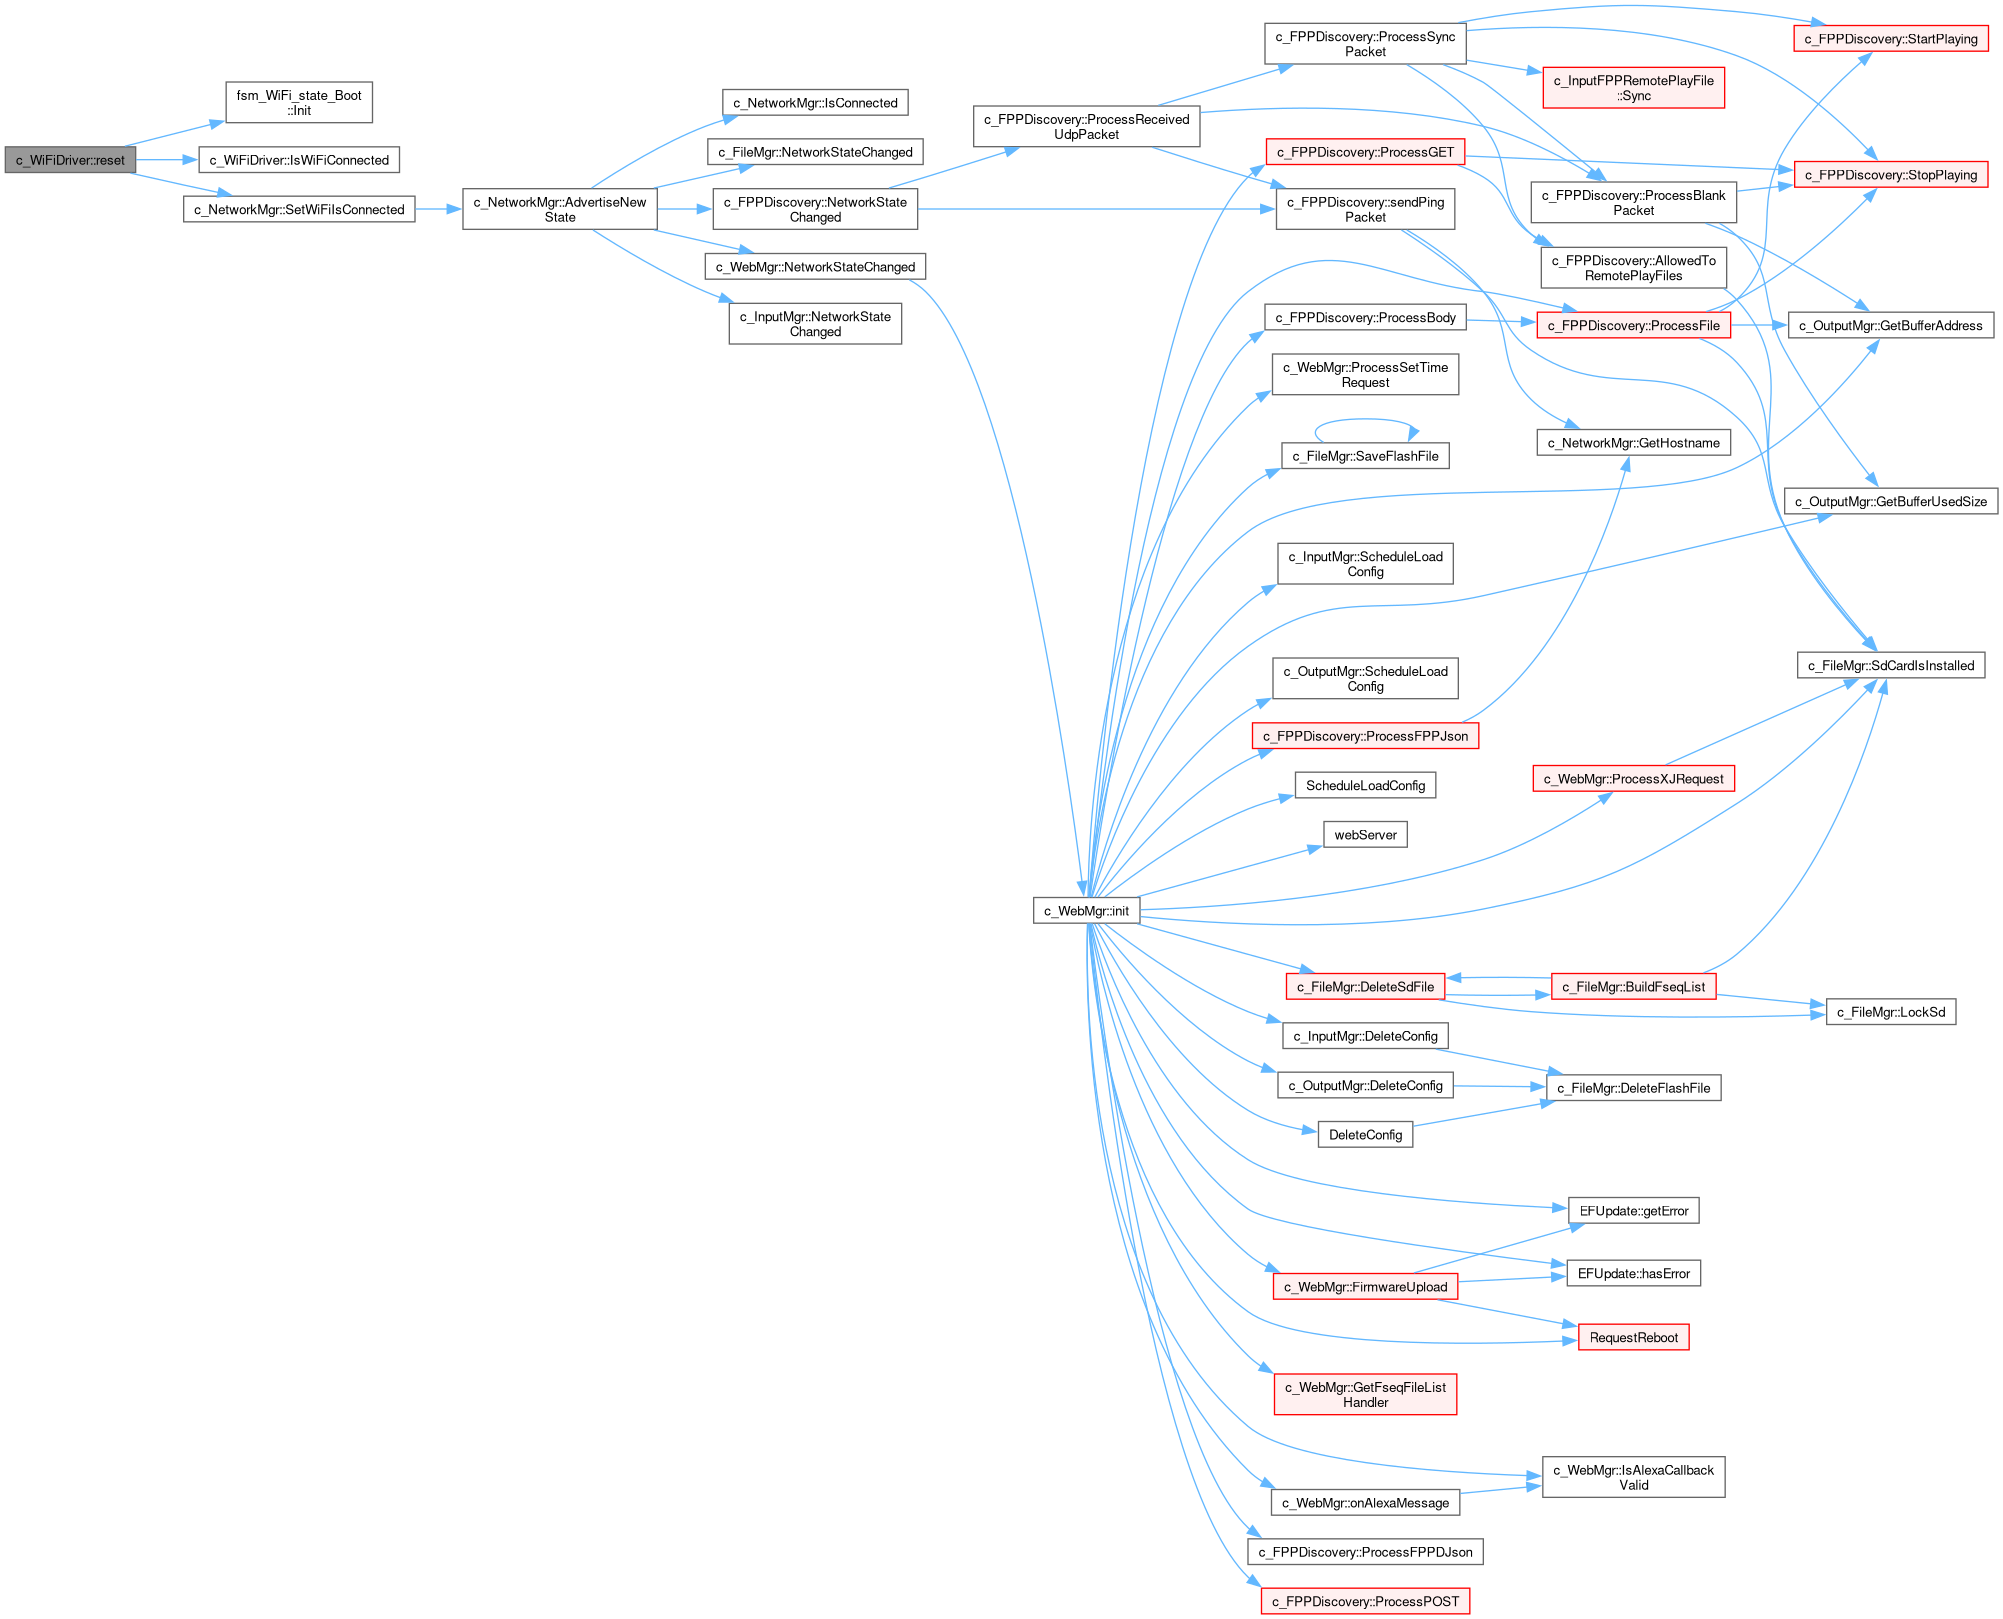 c_WiFiDriver::reset
fsm_WiFi_state_Boot
::Init
c_WiFiDriver::IsWiFiConnected
c_NetworkMgr::SetWiFiIsConnected
c_NetworkMgr::AdvertiseNew
State
c_NetworkMgr::IsConnected
c_FileMgr::NetworkStateChanged
c_FPPDiscovery::NetworkState
Changed
c_WebMgr::NetworkStateChanged
c_InputMgr::NetworkState
Changed
c_FPPDiscovery::ProcessReceived
UdpPacket
c_WebMgr::init
c_FPPDiscovery::ProcessSync
Packet
c_FPPDiscovery::ProcessGET
c_FPPDiscovery::sendPing
Packet
c_FPPDiscovery::ProcessBody
c_WebMgr::ProcessSetTime
Request
c_FileMgr::SaveFlashFile
c_InputMgr::ScheduleLoad
Config
c_OutputMgr::ScheduleLoad
Config
c_FPPDiscovery::ProcessFPPJson
ScheduleLoadConfig
webServer
c_FileMgr::DeleteSdFile
c_InputMgr::DeleteConfig
c_OutputMgr::DeleteConfig
DeleteConfig
c_WebMgr::FirmwareUpload
c_WebMgr::GetFseqFileList
Handler
c_WebMgr::onAlexaMessage
c_FPPDiscovery::ProcessFPPDJson
c_FPPDiscovery::ProcessPOST
c_InputFPPRemotePlayFile
::Sync
c_FPPDiscovery::ProcessBlank
Packet
c_FPPDiscovery::AllowedTo
RemotePlayFiles
c_FPPDiscovery::ProcessFile
c_NetworkMgr::GetHostname
c_WebMgr::ProcessXJRequest
c_FileMgr::BuildFseqList
c_FileMgr::DeleteFlashFile
EFUpdate::getError
EFUpdate::hasError
RequestReboot
c_WebMgr::IsAlexaCallback
Valid
c_FPPDiscovery::StartPlaying
c_FPPDiscovery::StopPlaying
c_OutputMgr::GetBufferAddress
c_OutputMgr::GetBufferUsedSize
c_FileMgr::SdCardIsInstalled
c_FileMgr::LockSd